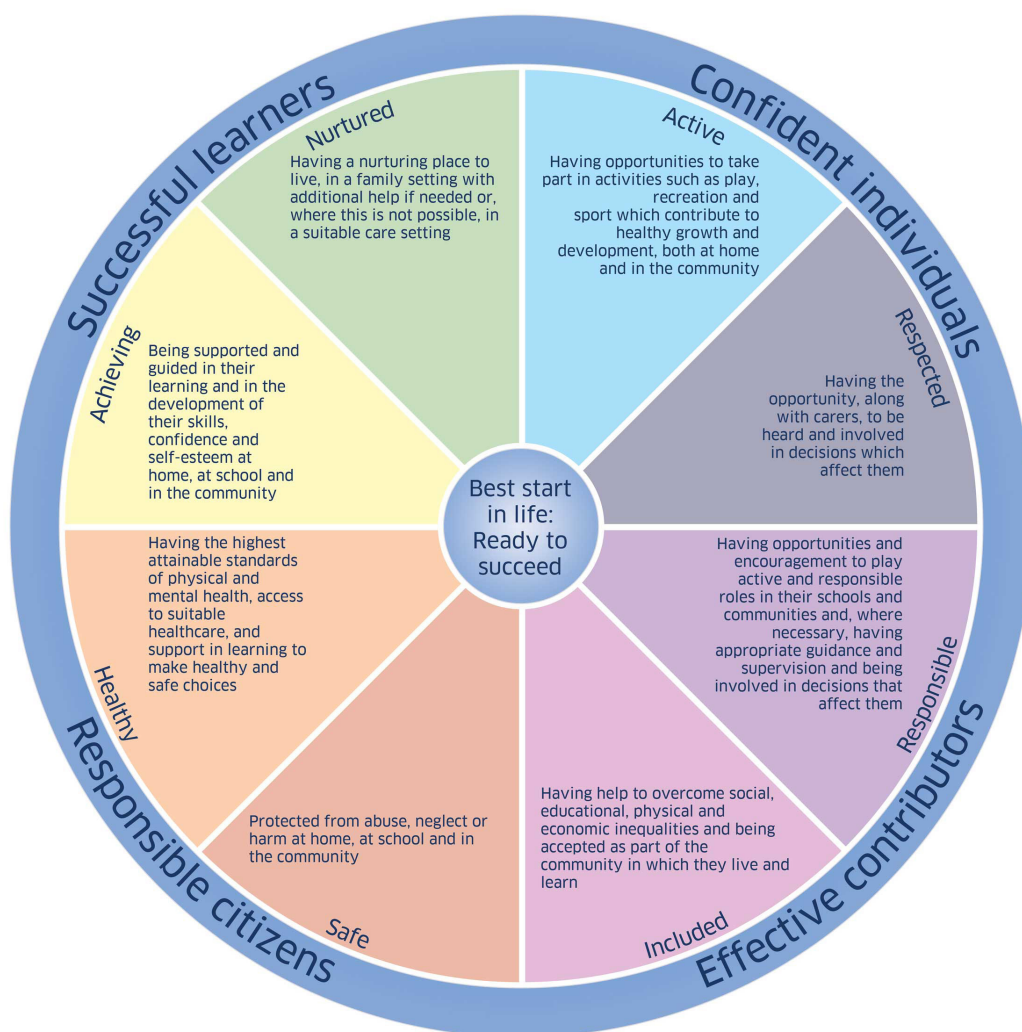 Successful learners
Confident individuals
Nurtured
Having a nurturing place to
live, in a family setting with
additional help if needed or,
where this is not possible, in
a suitable care setting
Active
Having opportunities to take
part in activities such as play,
recreation and
sport which contribute to
healthy growth and
development, both at home
and in the community
Achieving
Being supported and
guided in their
learning and in the
development of
their skills,
confidence and
self-esteem at
home, at school and
in the community
Respected
Having the
opportunity, along
with carers, to be
heard and involved
in decisions which
affect them
Best start
in life:
Ready to
succeed
Healthy
Having the highest
attainable standards
of physical and
mental health, access
to suitable
healthcare, and
support in learning to
make healthy and
safe choices
Responsible
Having opportunities and
encouragement to play
active and responsible
roles in their schools and
communities and, where
necessary, having
appropriate guidance and
supervision and being
involved in decisions that
affect them
Protected from abuse, neglect or
harm at home, at school and in
the community
Safe
Having help to overcome social,
educational, physical and
economic inequalities and being
accepted as part of the
community in which they live and
learn
Included
Responsible citizens
Effective contributors